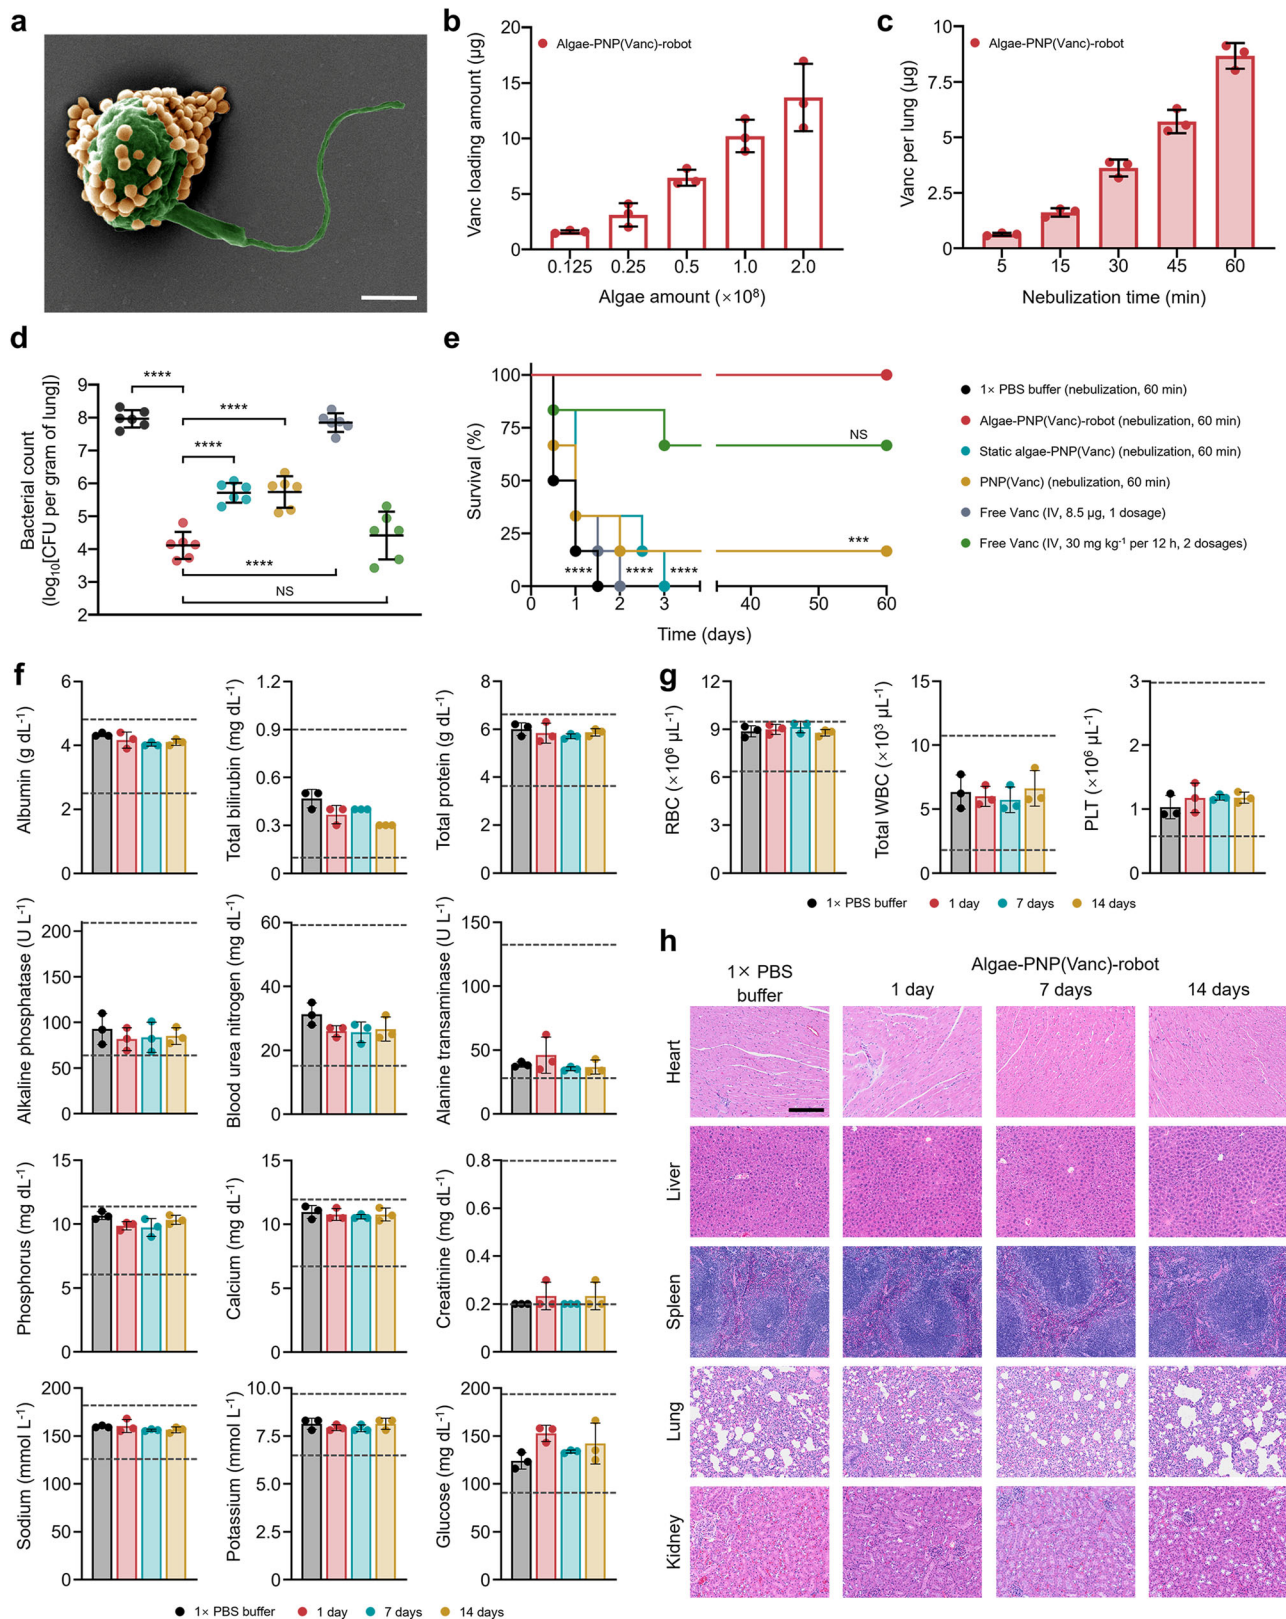 a
b
Vanc loading amount (µg)
20
15
10
5
0
Algae-PNP(Vanc)-robot
0.125 0.25 0.5 1.0 2.0
Algae amount (×10⁸)
c
Vanc per lung (µg)
10
7.5
5
2.5
0
Algae-PNP(Vanc)-robot
5 15 30 45 60
Nebulization time (min)
d
Bacterial count
(log₁₀[CFU per gram of lung])
9
8
7
6
5
4
3
2
****
****
****
****
NS
e
Survival (%)
100
75
50
25
0
NS
***
**** **** ****
0 1 2 3 40 50 60
Time (days)
1× PBS buffer (nebulization, 60 min)
Algae-PNP(Vanc)-robot (nebulization, 60 min)
Static algae-PNP(Vanc) (nebulization, 60 min)
PNP(Vanc) (nebulization, 60 min)
Free Vanc (IV, 8.5 µg, 1 dosage)
Free Vanc (IV, 30 mg kg⁻¹ per 12 h, 2 dosages)
f
Albumin (g dL⁻¹)
6
4
2
0
Total bilirubin (mg dL⁻¹)
1.2
0.9
0.6
0.3
0
Total protein (g dL⁻¹)
8
6
4
2
0
Alkaline phosphatase (U L⁻¹)
200
150
100
50
0
Blood urea nitrogen (mg dL⁻¹)
60
40
20
0
Alanine transaminase (U L⁻¹)
150
100
50
0
Phosphorus (mg dL⁻¹)
15
10
5
0
Calcium (mg dL⁻¹)
15
10
5
0
Creatinine (mg dL⁻¹)
0.8
0.6
0.4
0.2
0
Sodium (mmol L⁻¹)
200
150
100
50
0
Potassium (mmol L⁻¹)
10.0
7.5
5.0
2.5
0
Glucose (mg dL⁻¹)
200
150
100
50
0
1× PBS buffer 1 day 7 days 14 days
g
RBC (×10⁶ µL⁻¹)
12
9
6
3
0
Total WBC (×10³ µL⁻¹)
15
10
5
0
PLT (×10⁶ µL⁻¹)
3
2
1
0
1× PBS buffer 1 day 7 days 14 days
h
1× PBS
buffer
Algae-PNP(Vanc)-robot
1 day 7 days 14 days
Heart
Liver
Spleen
Lung
Kidney